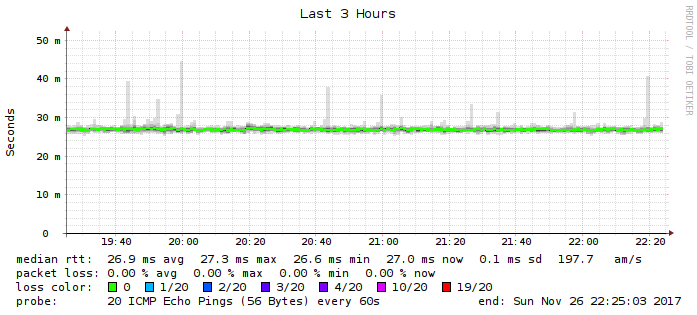 Last 3 Hours
RRDTOOL / TOBI OETIKER
Seconds
50 m
40 m
30 m
20 m
10 m
0
19:40 20:00 20:20 20:40 21:00 21:20 21:40 22:00 22:20
median rtt: 26.9 ms avg 27.3 ms max 26.6 ms min 27.0 ms now 0.1 ms sd 197.7 am/s
packet loss: 0.00 % avg 0.00 % max 0.00 % min 0.00 % now
loss color: 0 1/20 2/20 3/20 4/20 10/20 19/20
probe: 20 ICMP Echo Pings (56 Bytes) every 60s end: Sun Nov 26 22:25:03 2017